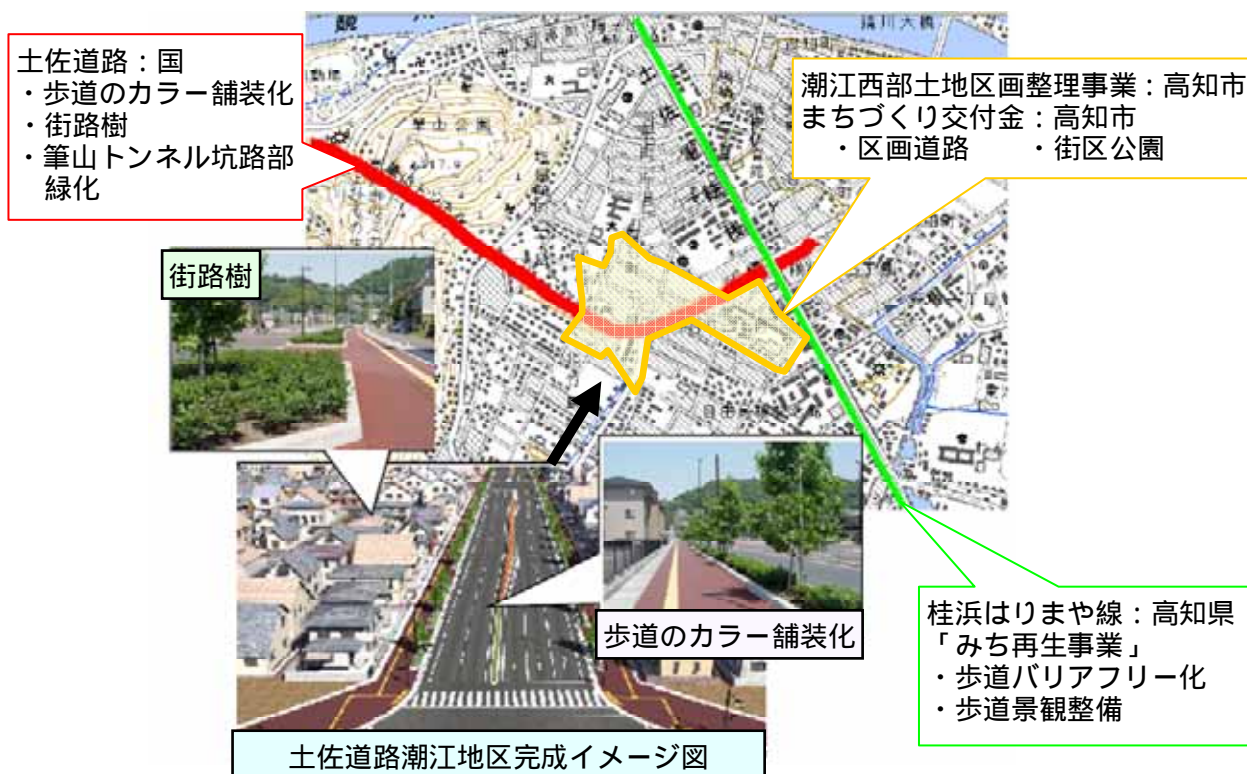 土佐道路：国
・歩道のカラー舗装化
・街路樹
・筆山トンネル坑路部
緑化
潮江西部土地区画整理事業：高知市
まちづくり交付金：高知市
・区画道路　　・街区公園
筆山公園
街路樹
歩道のカラー舗装化
桂浜はりまや線：高知県
「みち再生事業」
・歩道バリアフリー化
・歩道景観整備
土佐道路潮江地区完成イメージ図